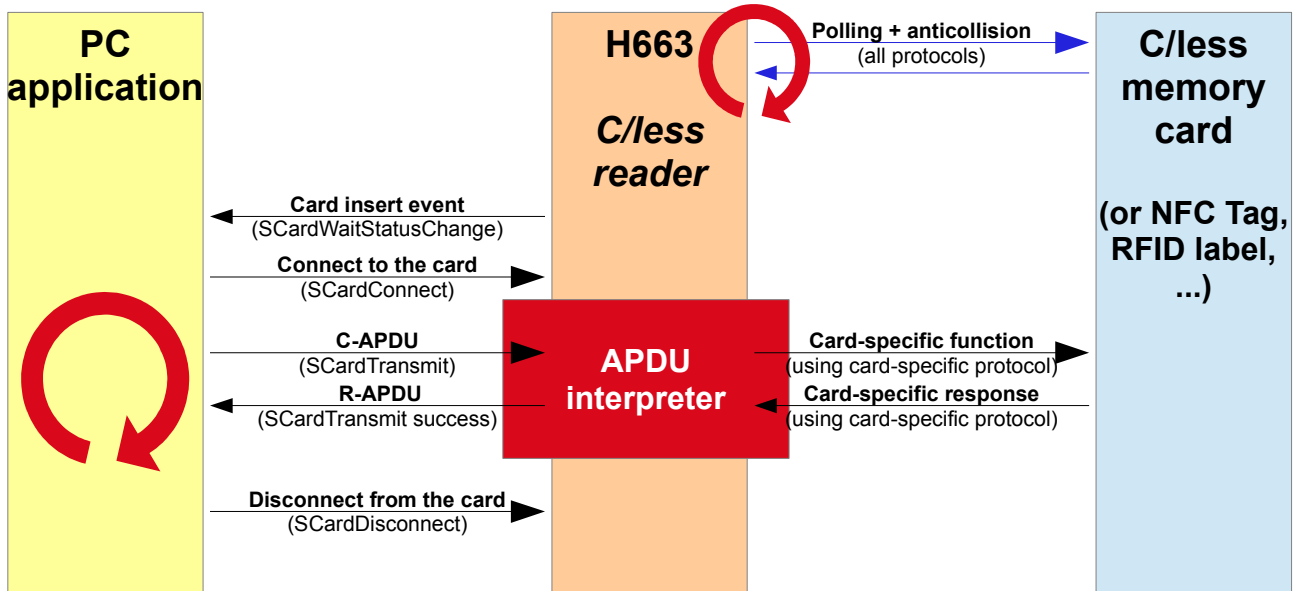 PC
application
H663
C/less
reader
Polling + anticollision
(all protocols)
C/less
memory
card
(or NFC Tag,
RFID label,
...)
Card insert event
(SCardWaitStatusChange)
Connect to the card
(SCardConnect)
C-APDU
(SCardTransmit)
R-APDU
(SCardTransmit success)
APDU
interpreter
Card-specific function
(using card-specific protocol)
Card-specific response
(using card-specific protocol)
Disconnect from the card
(SCardDisconnect)